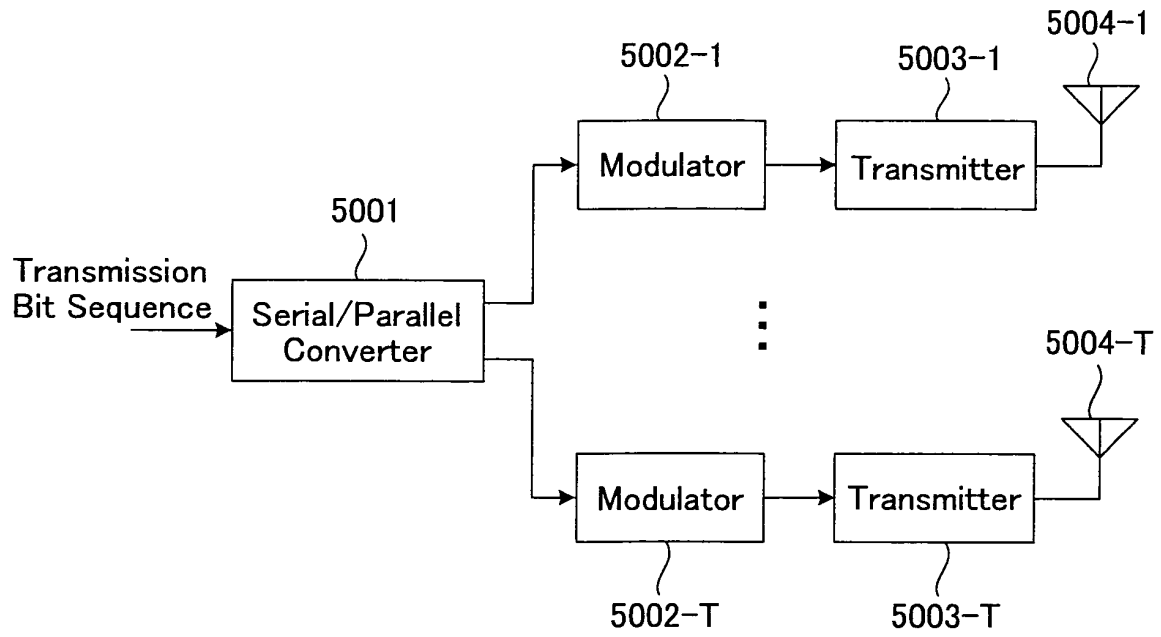 5004-1
5002-1
5003-1
Modulator
Transmitter
5001
Transmission
Bit Sequence
Serial/Parallel
Converter
5004-T
Modulator
Transmitter
5002-T
5003-T